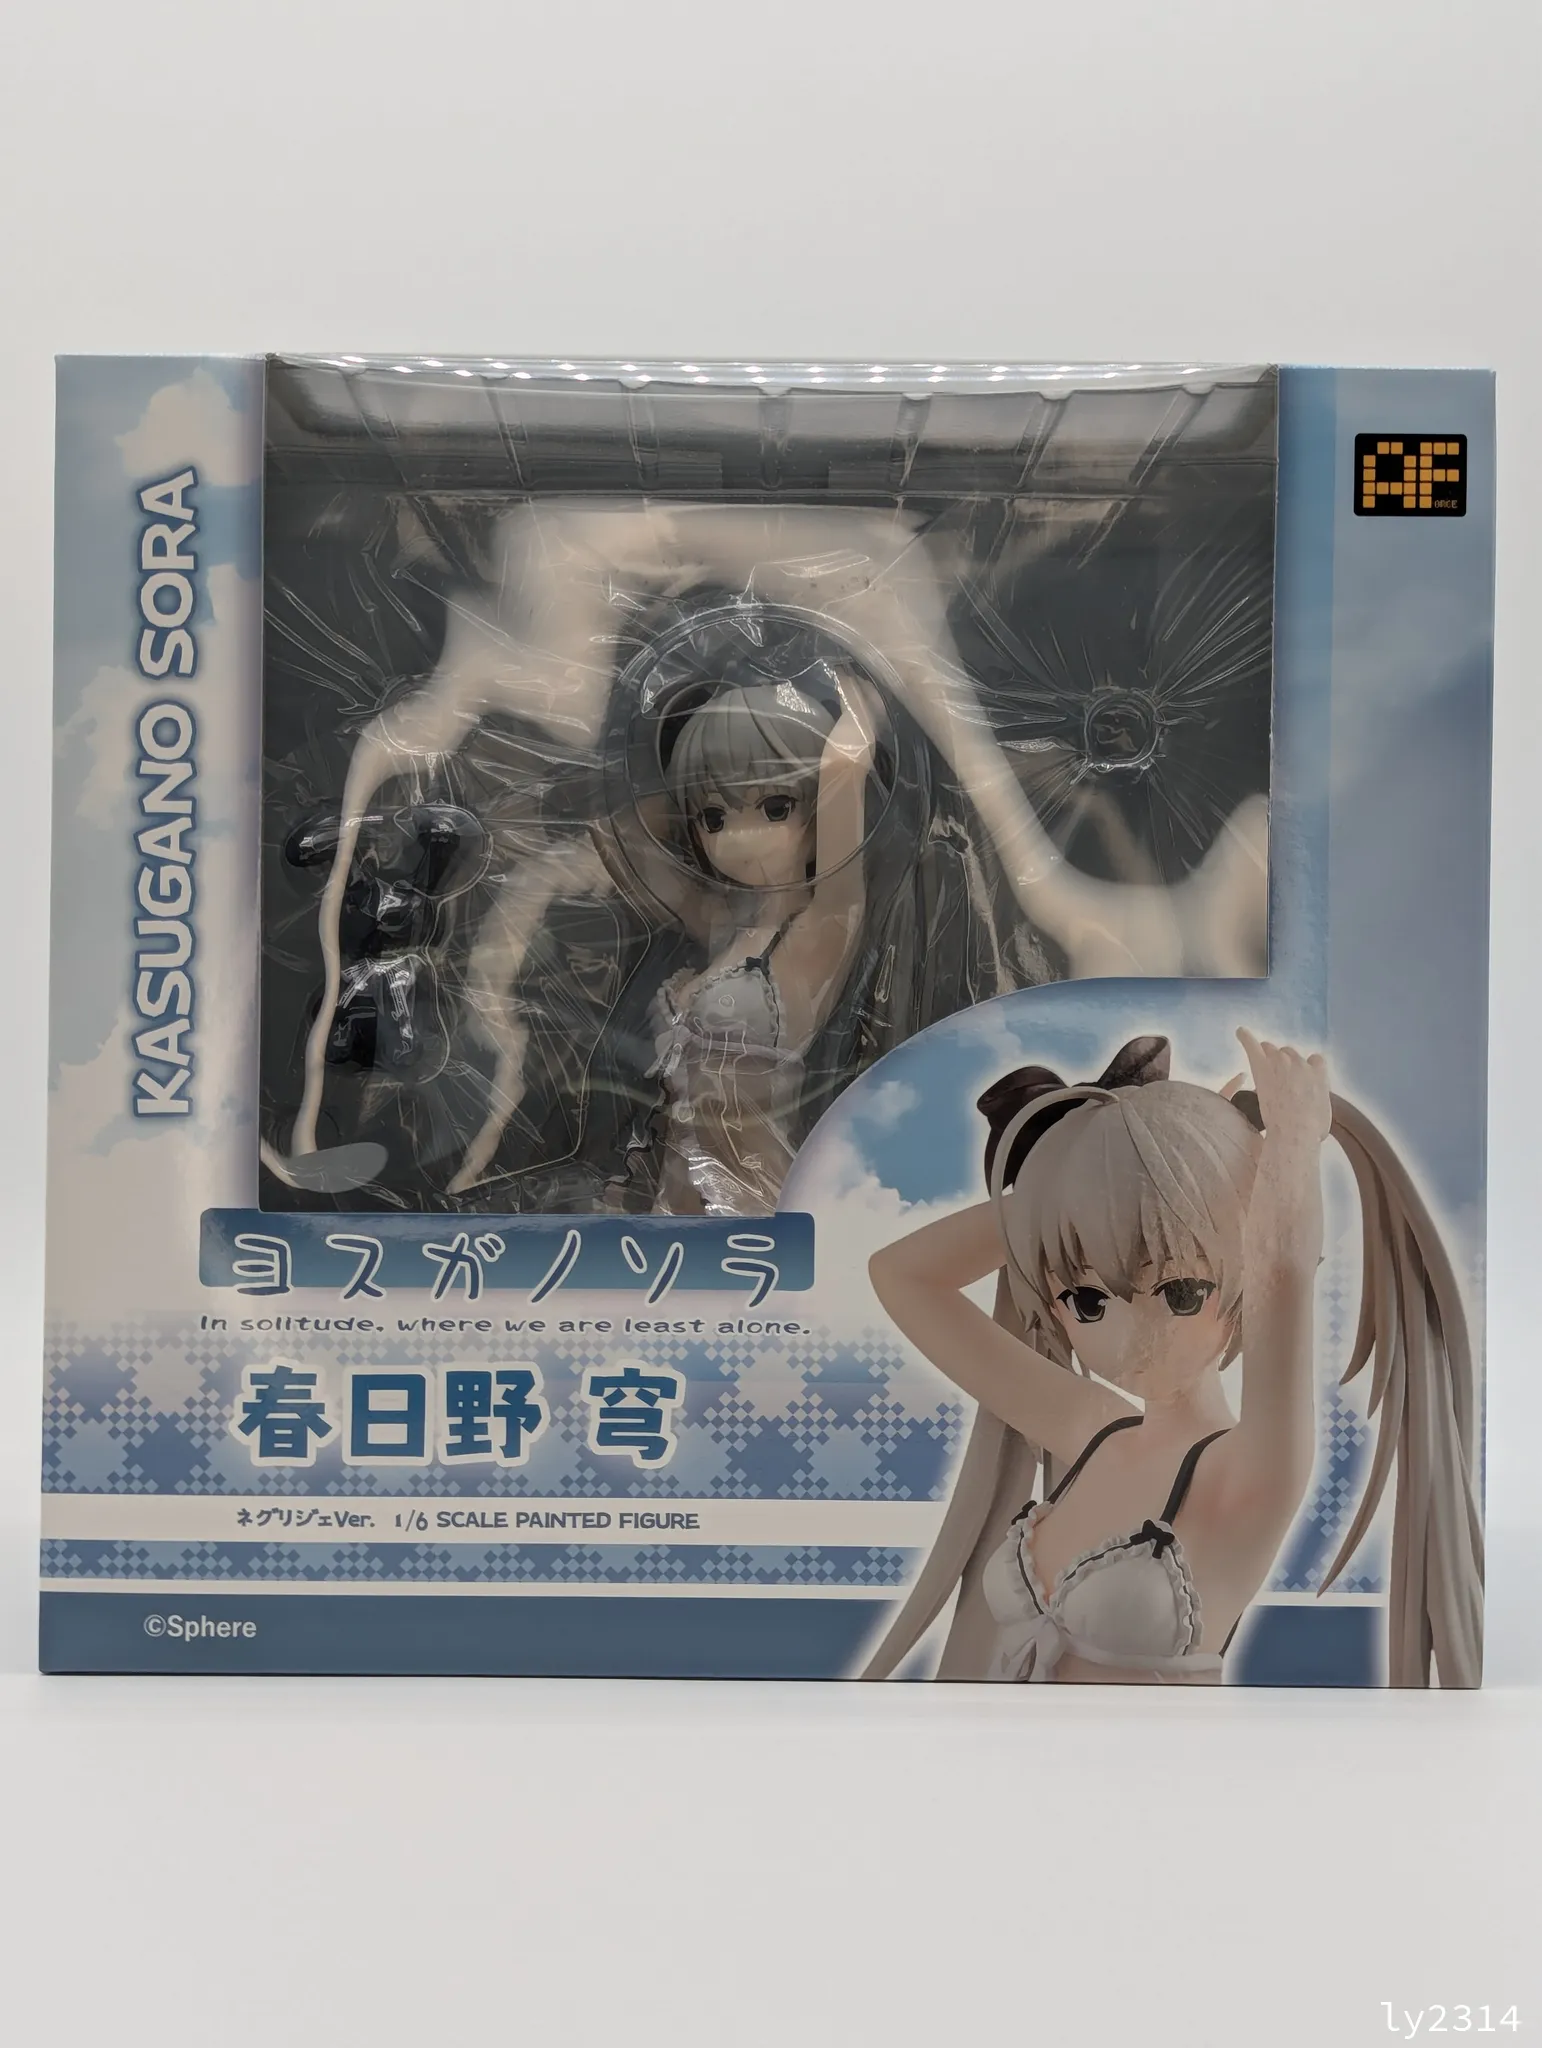 KASUGANO SORA
AF
ORCE
ヨスガノソラ
In solitude, where we are least alone.
春日野 穹
ネグリジェVer. 1/6 SCALE PAINTED FIGURE
©Sphere
ly2314